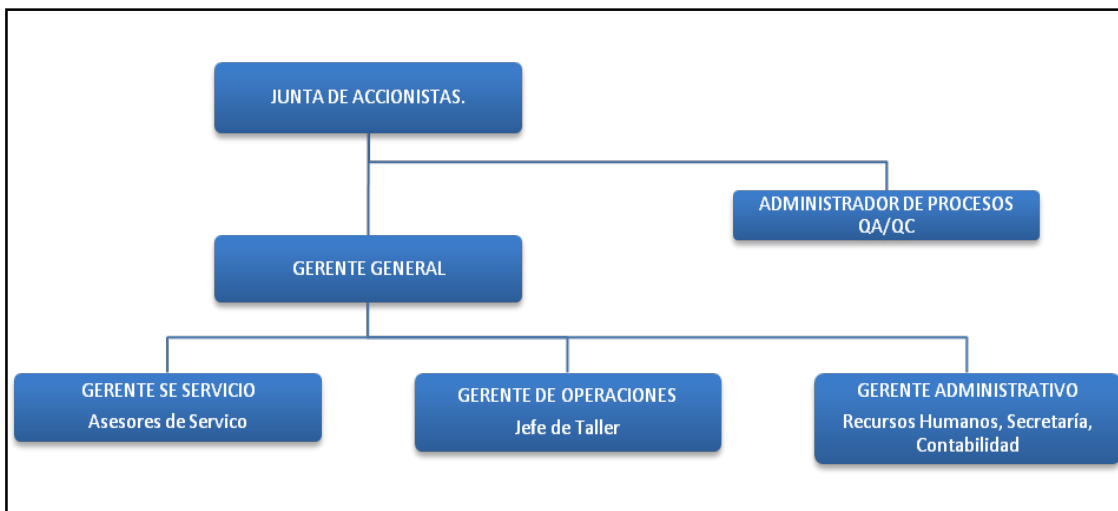 JUNTA DE ACCIONISTAS.
ADMINISTRADOR DE PROCESOS
QA/QC
GERENTE GENERAL
GERENTE SE SERVICIO
Asesores de Servico
GERENTE DE OPERACIONES
Jefe de Taller
GERENTE ADMINISTRATIVO
Recursos Humanos, Secretaría,
Contabilidad